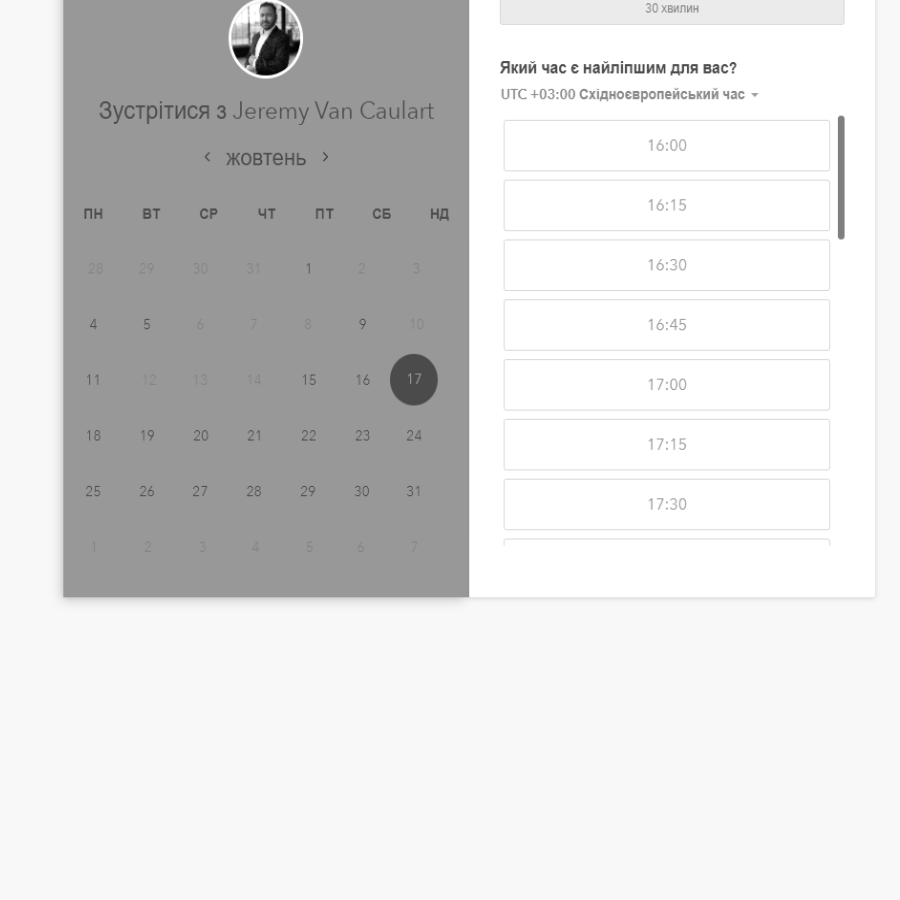 Зустрітися з Jeremy Van Caulart
жовтень
ПН ВТ СР ЧТ ПТ СБ НД
28 29 30 31 1 2 3
4 5 6 7 8 9 10
11 12 13 14 15 16 17
18 19 20 21 22 23 24
25 26 27 28 29 30 31
1 2 3 4 5 6 7
30 хвилин
Який час є найліпшим для вас?
UTC +03:00 Східноєвропейський час
16:00
16:15
16:30
16:45
17:00
17:15
17:30